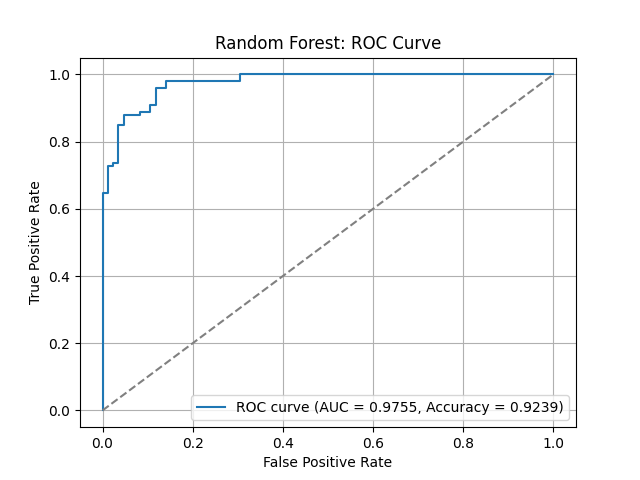 Random Forest: ROC Curve
1.0
0.8
0.6
0.4
0.2
0.0
True Positive Rate
ROC curve (AUC = 0.9755, Accuracy = 0.9239)
0.0 0.2 0.4 0.6 0.8 1.0
False Positive Rate